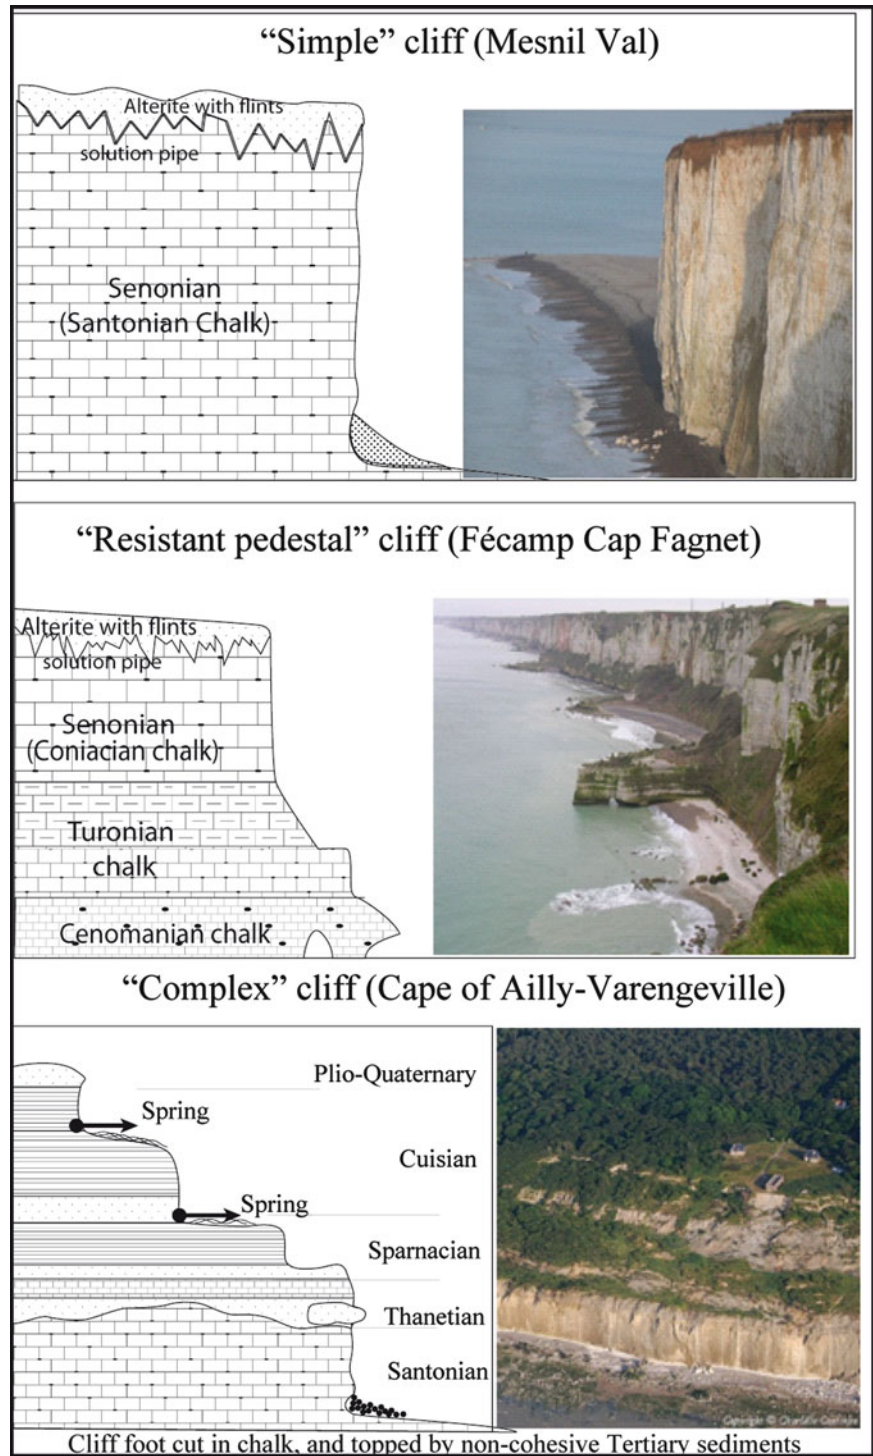 “Simple” cliff (Mesnil Val)
Alterite with flints
solution pipe
Senonian
(Santonian Chalk)
“Resistant pedestal” cliff (Fécamp Cap Fagnet)
Alterite with flints
solution pipe
Senonian
(Coniacian chalk)
Turonian
chalk
Cenomanian chalk
“Complex” cliff (Cape of Ailly-Varengeville)
Plio-Quaternary
Spring
Cuisian
Spring
Sparnacian
Thanetian
Santonian
Copyright ©
Cliff foot cut in chalk, and topped by non-cohesive Tertiary sediments